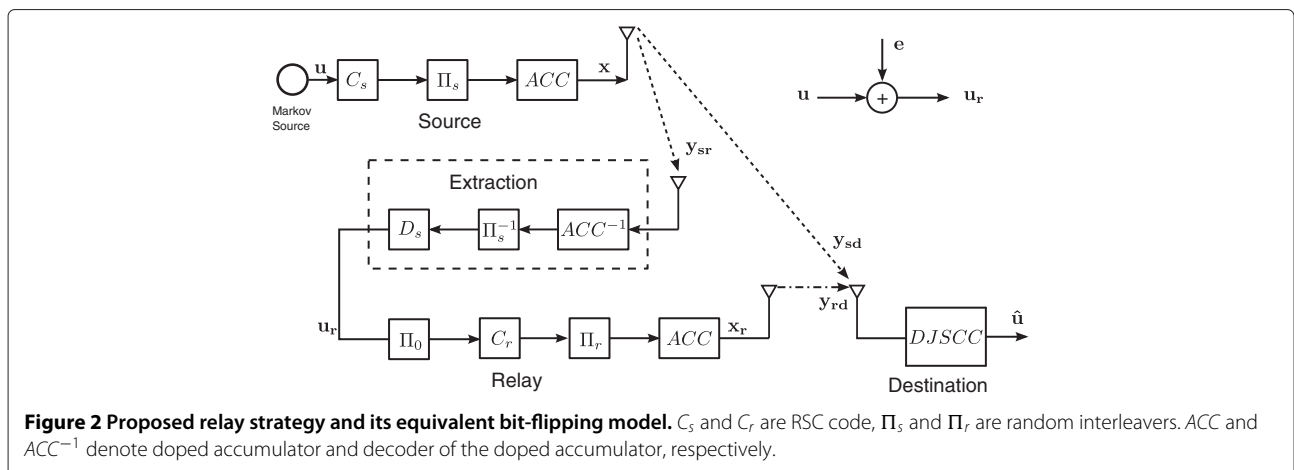 u
C_s
Π_s
ACC
x
Markov
Source
Source
e
u
+
u_r
y_sr
Extraction
D_s
Π_s^{-1}
ACC^{-1}
y_sd
y_rd
u_r
Π_0
C_r
Π_r
ACC
x_r
Relay
DJSCC
û
Destination
Figure 2 Proposed relay strategy and its equivalent bit-flipping model. C_s and C_r are RSC code, Π_s and Π_r are random interleavers. ACC and
ACC^{-1} denote doped accumulator and decoder of the doped accumulator, respectively.